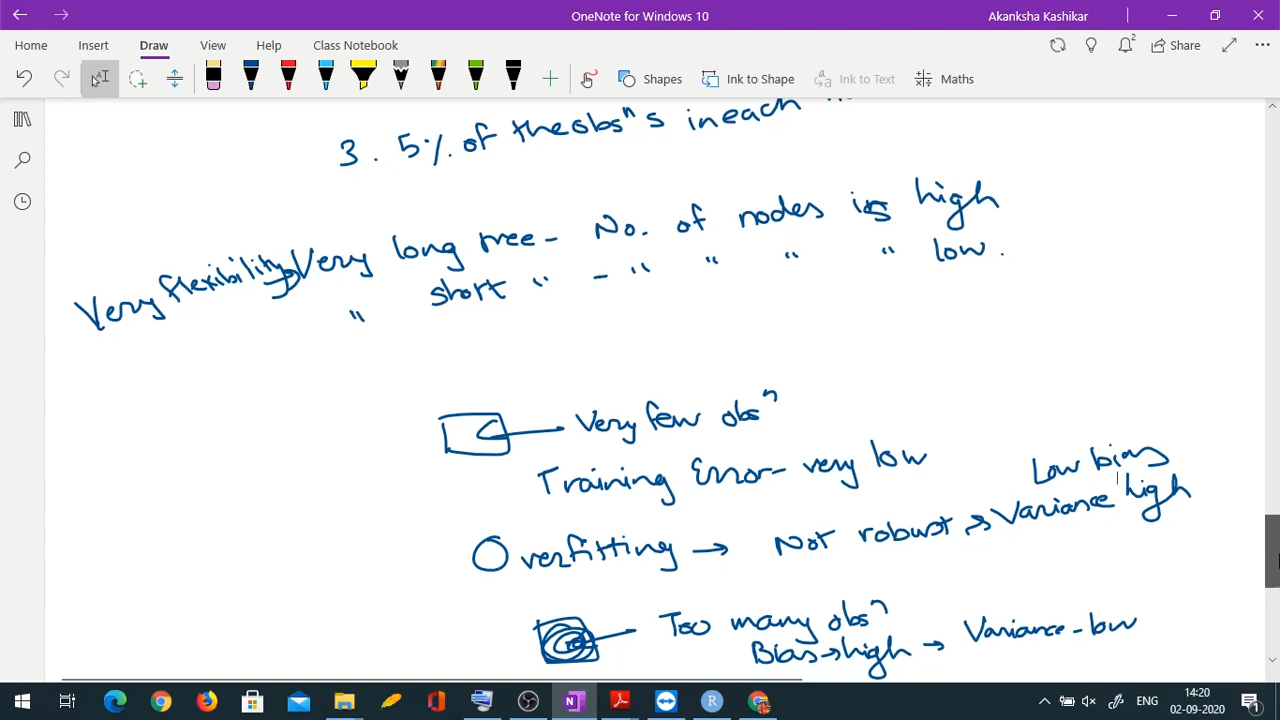 OneNote for Windows 10
Akanksha Kashikar
Home Insert Draw View Help Class Notebook
Share
Shapes Ink to Shape Ink to Text Maths
3. 5% of the obsⁿs in each
Very flexibility → Very long tree - No. of nodes is high
" short " - " " " " low.
→ Very few obsⁿ
Training Error - very low
Low bias
Overfitting → Not robust → Variance high
→ Too many obsⁿ
Bias → high → Variance - low
ENG
14:20
02-09-2020